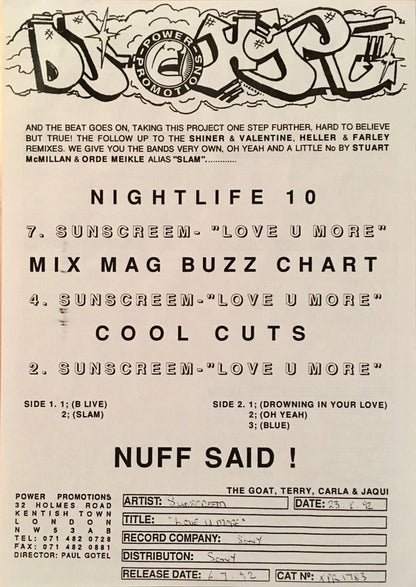 DJ HYPE
POWER PROMOTIONS
AND THE BEAT GOES ON, TAKING THIS PROJECT ONE STEP FURTHER, HARD TO BELIEVE
BUT TRUE! THE FOLLOW UP TO THE SHINER & VALENTINE, HELLER & FARLEY
REMIXES. WE GIVE YOU THE BANDS VERY OWN, OH YEAH AND A LITTLE No BY STUART
McMILLAN & ORDE MEIKLE ALIAS "SLAM".............
NIGHTLIFE 10
7. SUNSCREEM- "LOVE U MORE"
MIX MAG BUZZ CHART
4. SUNSCREEM-"LOVE U MORE"
COOL CUTS
2. SUNSCREEM-"LOVE U MORE"
SIDE 1. 1; (B LIVE)
2; (SLAM)
SIDE 2. 1; (DROWNING IN YOUR LOVE)
2; (OH YEAH)
3; (BLUE)
NUFF SAID !
THE GOAT, TERRY, CARLA & JAQUI
POWER PROMOTIONS
32 HOLMES ROAD
KENTISH TOWN
LONDON
NW5 3AB
TEL: 071 482 0728
FAX: 071 482 0881
DIRECTOR: PAUL GOTEL
ARTIST: Sunscreem
DATE: 23.6.92
TITLE: "Love U More"
RECORD COMPANY: Sony
DISTRIBUTON: Sony
RELEASE DATE: 6.7.92
CAT Nº: